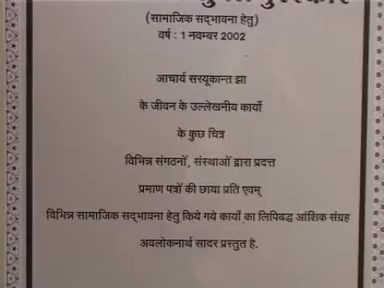 (सामाजिक सद्भावना हेतु)
वर्ष : 1 नवम्बर 2002
आचार्य सरयूकान्त झा
के जीवन के उल्लेखनीय कार्यो
के कुछ चित्र
विभिन्न संगठनों, संस्थाओं द्वारा प्रदत्त
प्रमाण पत्रों की छाया प्रति एवम्
विभिन्न सामाजिक सद्भावना हेतु किये गये कार्यों का लिपिबद्ध आंशिक संग्रह
अवलोकनार्थ सादर प्रस्तुत है.